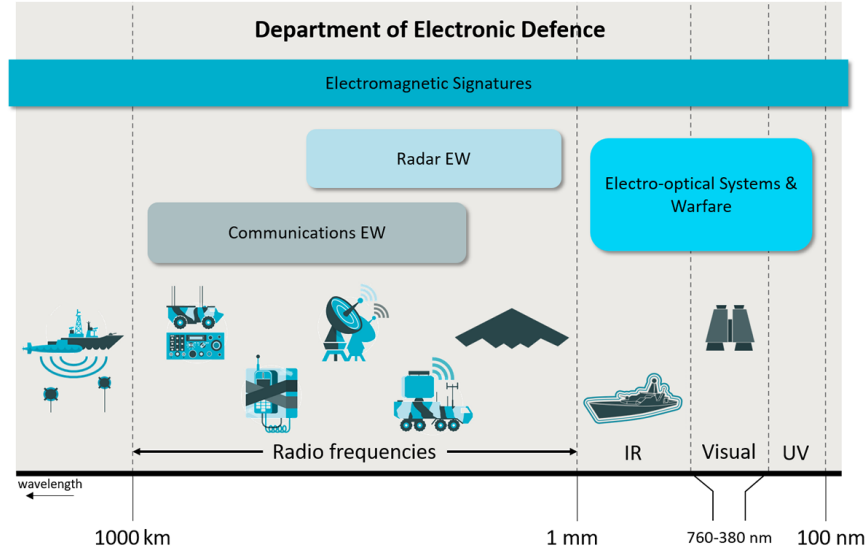 Department of Electronic Defence
Electromagnetic Signatures
Radar EW
Electro-optical Systems &
Warfare
Communications EW
Radio frequencies
IR
Visual
UV
wavelength
1000 km
1 mm
760-380 nm
100 nm